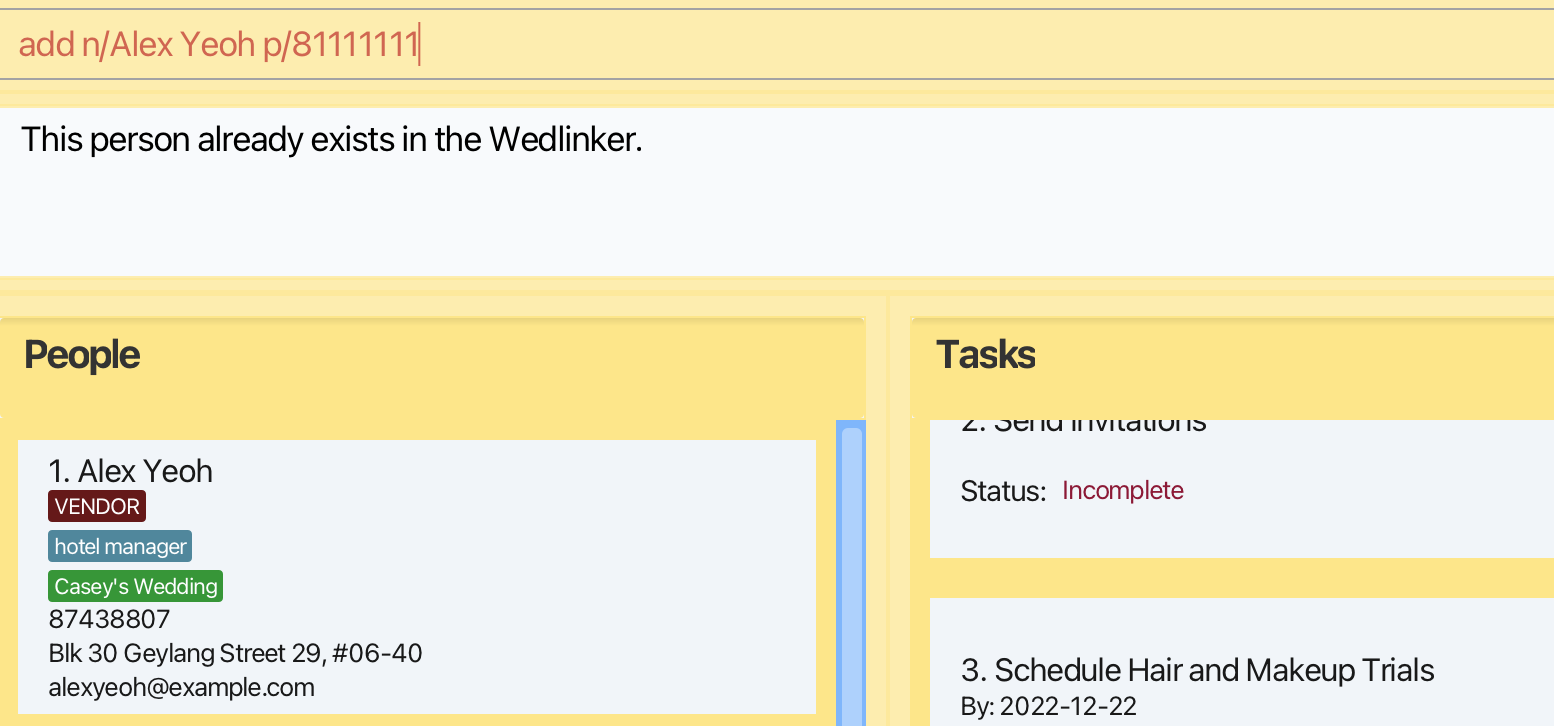 add n/Alex Yeoh p/81111111
This person already exists in the Wedlinker.
People
1. Alex Yeoh
VENDOR
hotel manager
Casey's Wedding
87438807
Blk 30 Geylang Street 29, #06-40
alexyeoh@example.com
Tasks
2. Send Invitations
Status: Incomplete
3. Schedule Hair and Makeup Trials
By: 2022-12-22